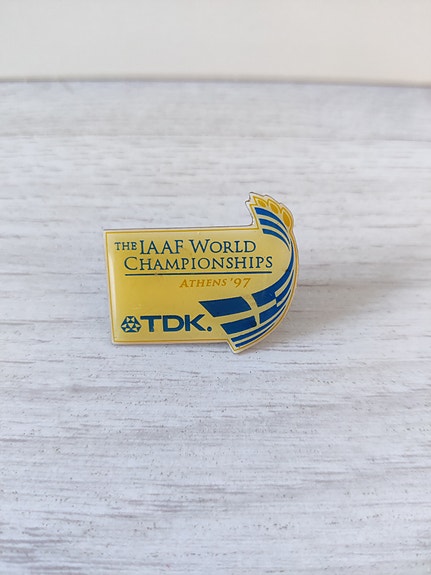 THE IAAF WORLD
CHAMPIONSHIPS
ATHENS '97
TDK.